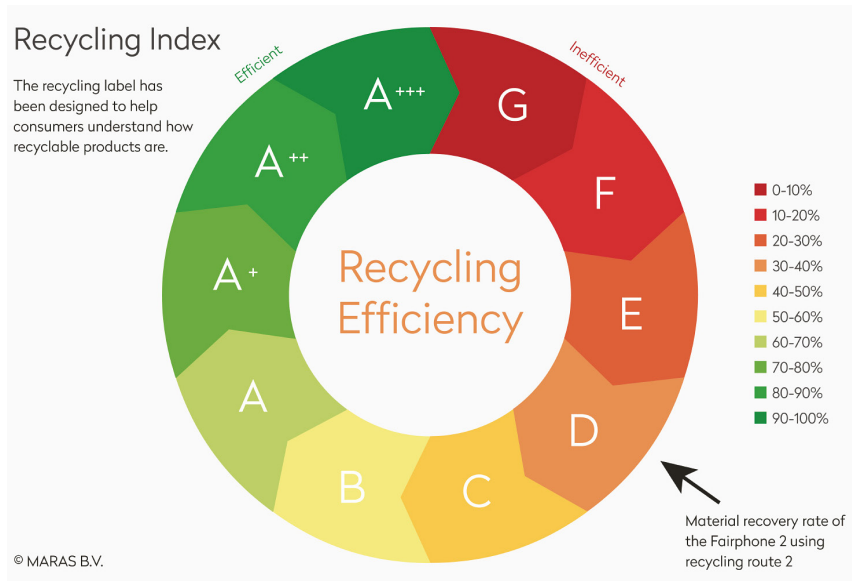 Recycling Index
The recycling label has
been designed to help
consumers understand how
recyclable products are.
Efficient
Inefficient
A+++
G
A++
F
A+
E
A
D
B
C
Recycling
Efficiency
0-10%
10-20%
20-30%
30-40%
40-50%
50-60%
60-70%
70-80%
80-90%
90-100%
Material recovery rate of
the Fairphone 2 using
recycling route 2
© MARAS B.V.